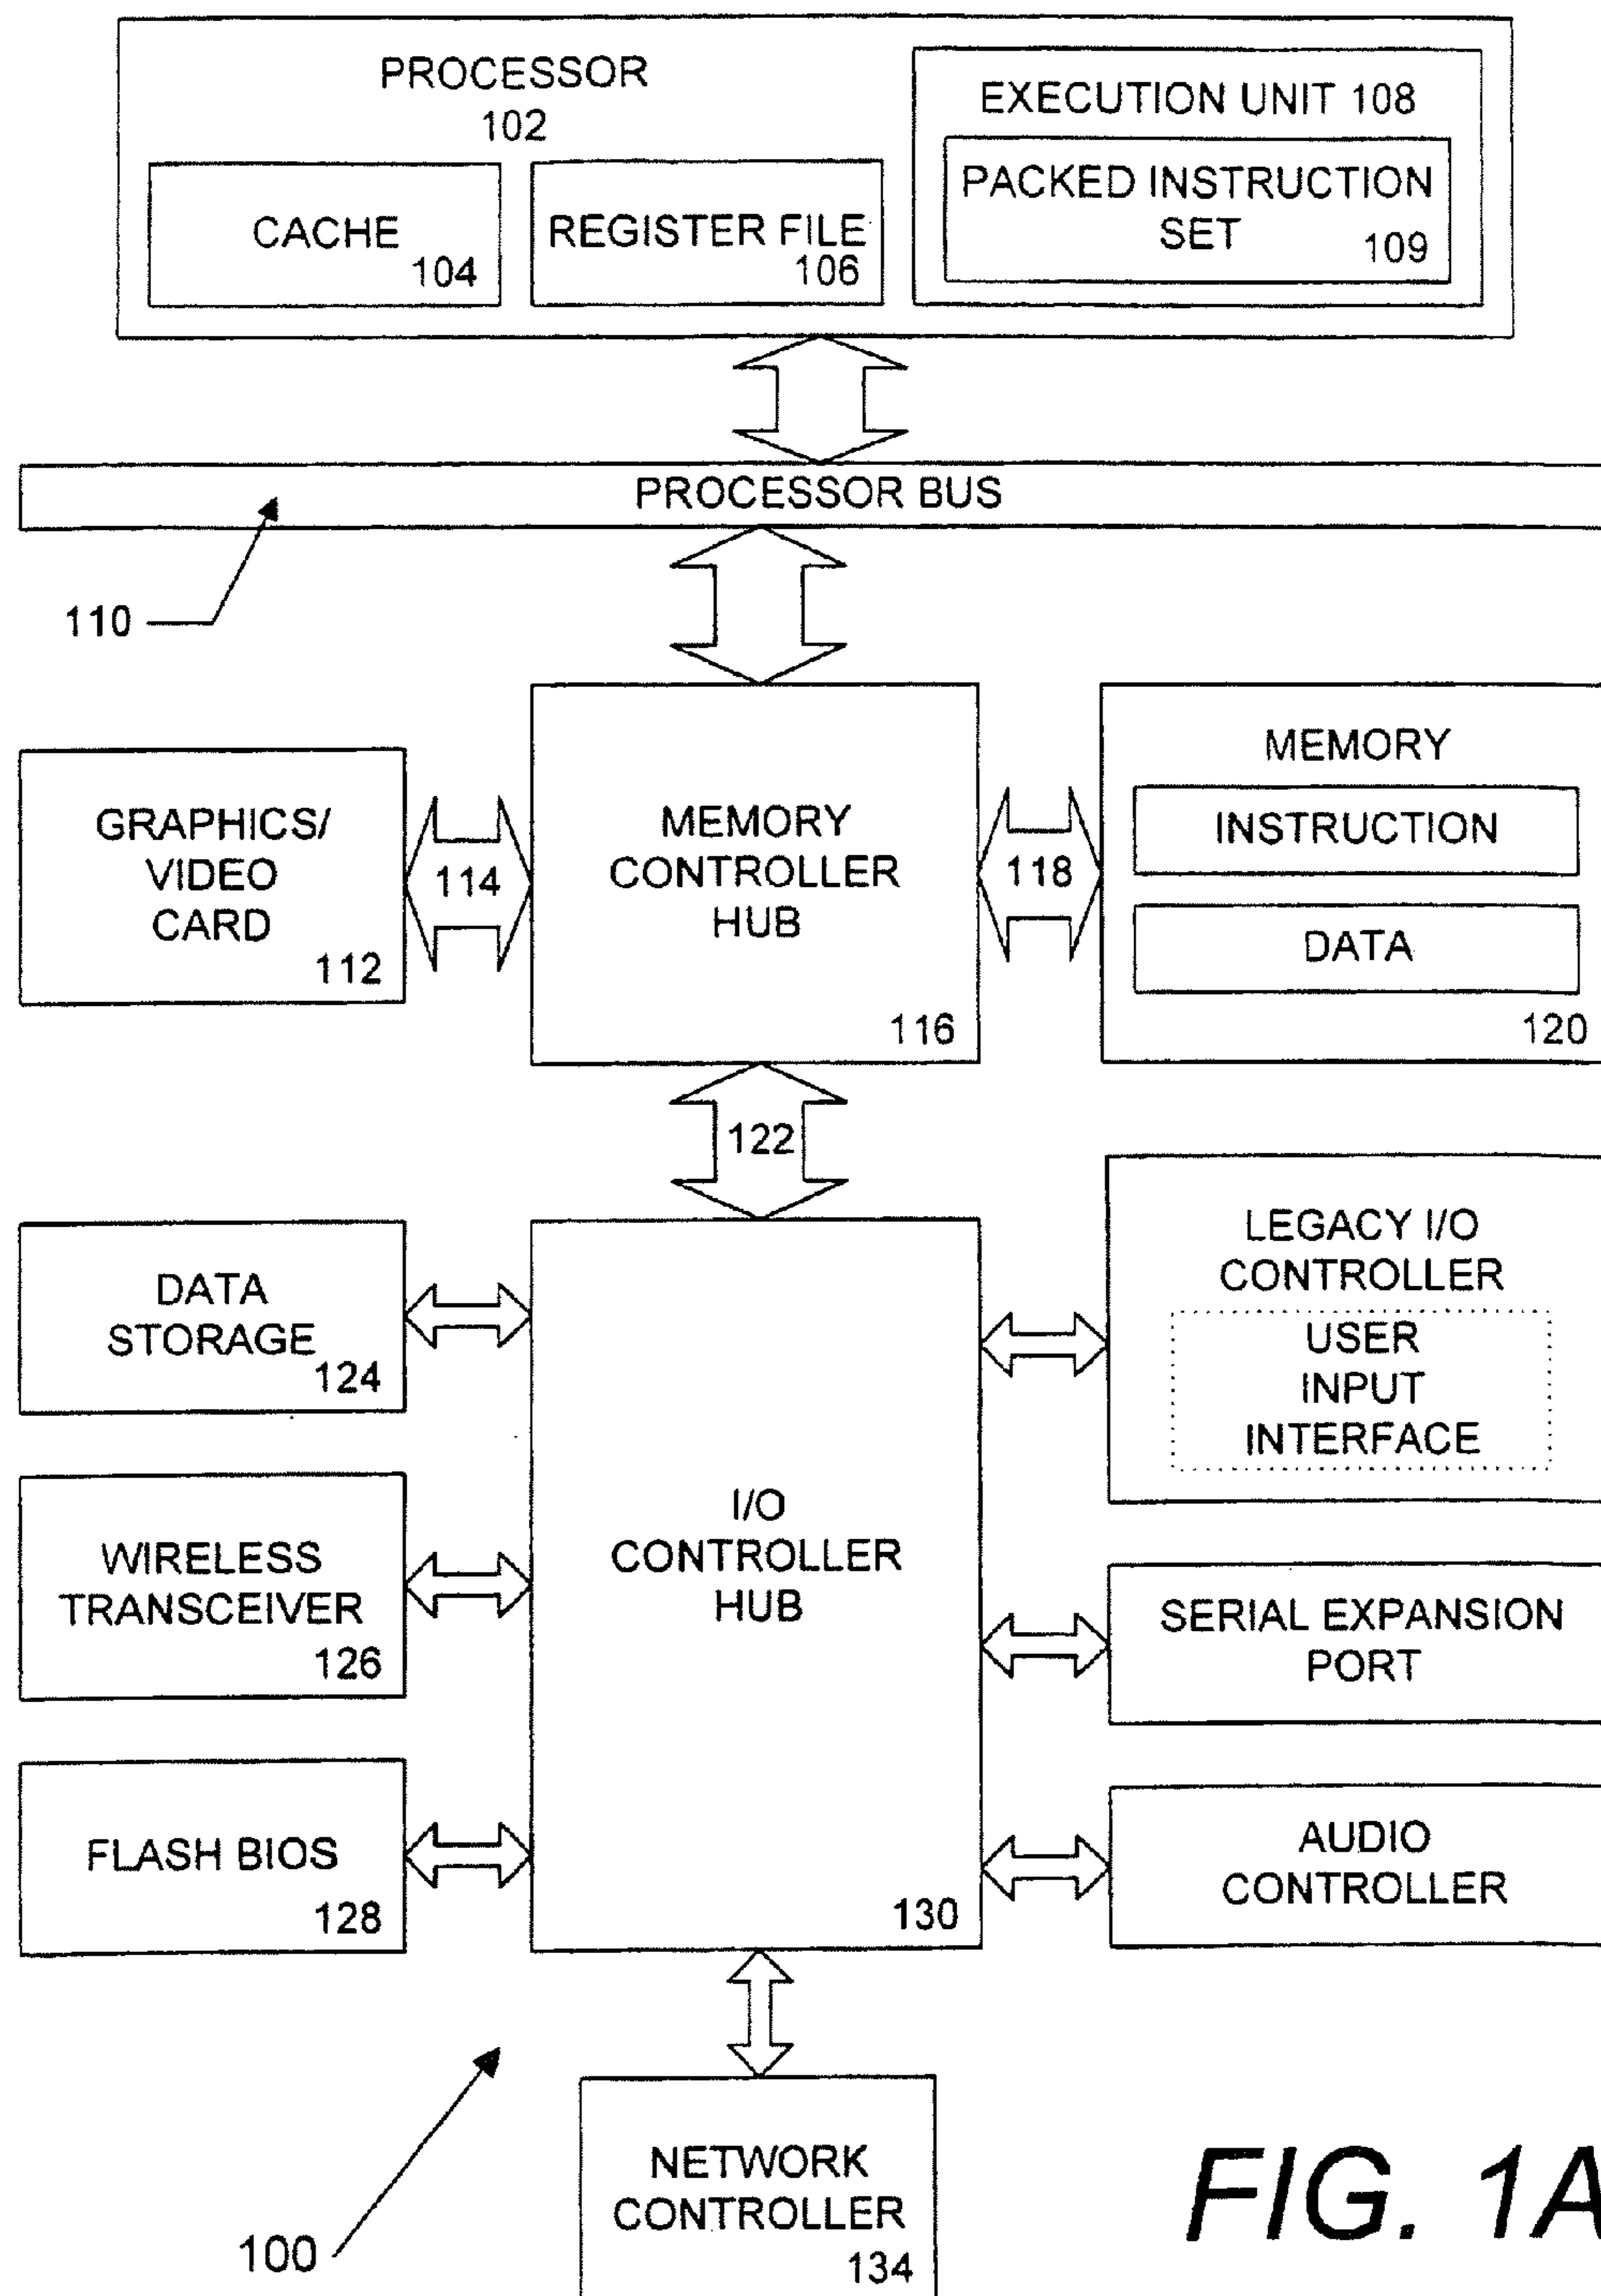 PROCESSOR
102
CACHE
104
REGISTER FILE
106
EXECUTION UNIT 108
PACKED INSTRUCTION
SET
109
PROCESSOR BUS
110
GRAPHICS/
VIDEO
CARD
112
114
MEMORY
CONTROLLER
HUB
116
118
MEMORY
INSTRUCTION
DATA
120
122
DATA
STORAGE
124
WIRELESS
TRANSCEIVER
126
FLASH BIOS
128
I/O
CONTROLLER
HUB
130
LEGACY I/O
CONTROLLER
USER
INPUT
INTERFACE
SERIAL EXPANSION
PORT
AUDIO
CONTROLLER
NETWORK
CONTROLLER
134
100
FIG. 1A